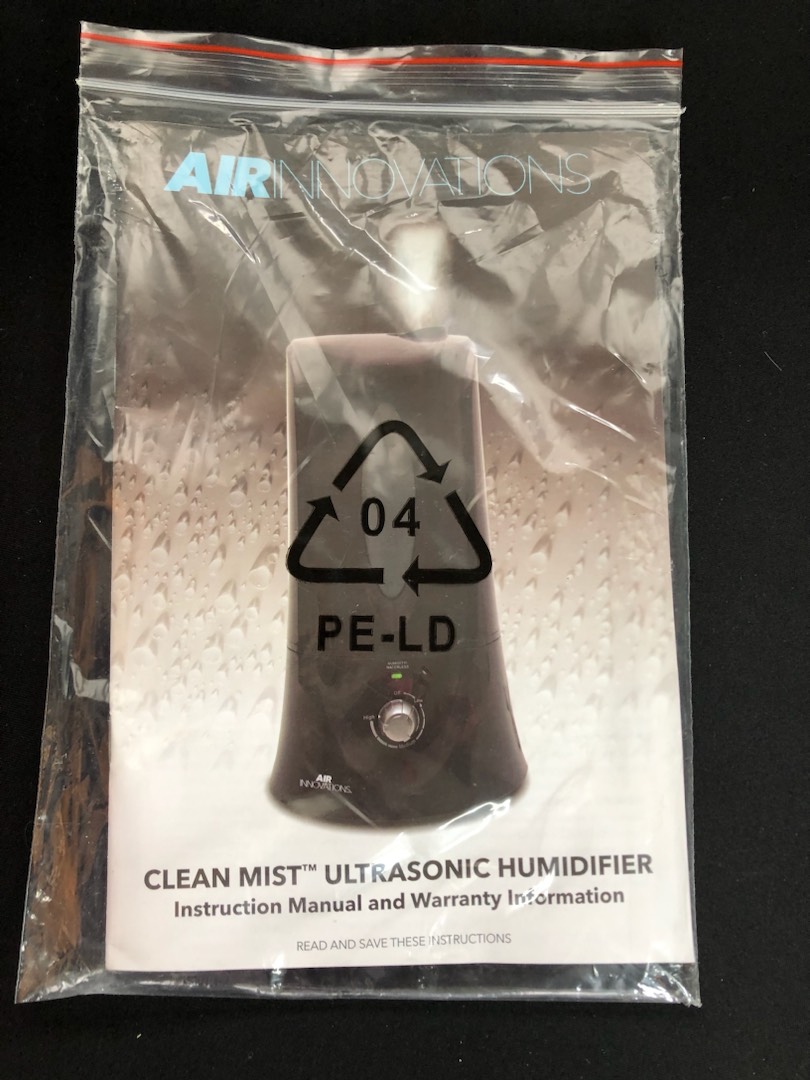 AIRINNOVATIONS
04
PE-LD
High
AIR
INNOVATIONS.
CLEAN MIST™ ULTRASONIC HUMIDIFIER
Instruction Manual and Warranty Information
READ AND SAVE THESE INSTRUCTIONS